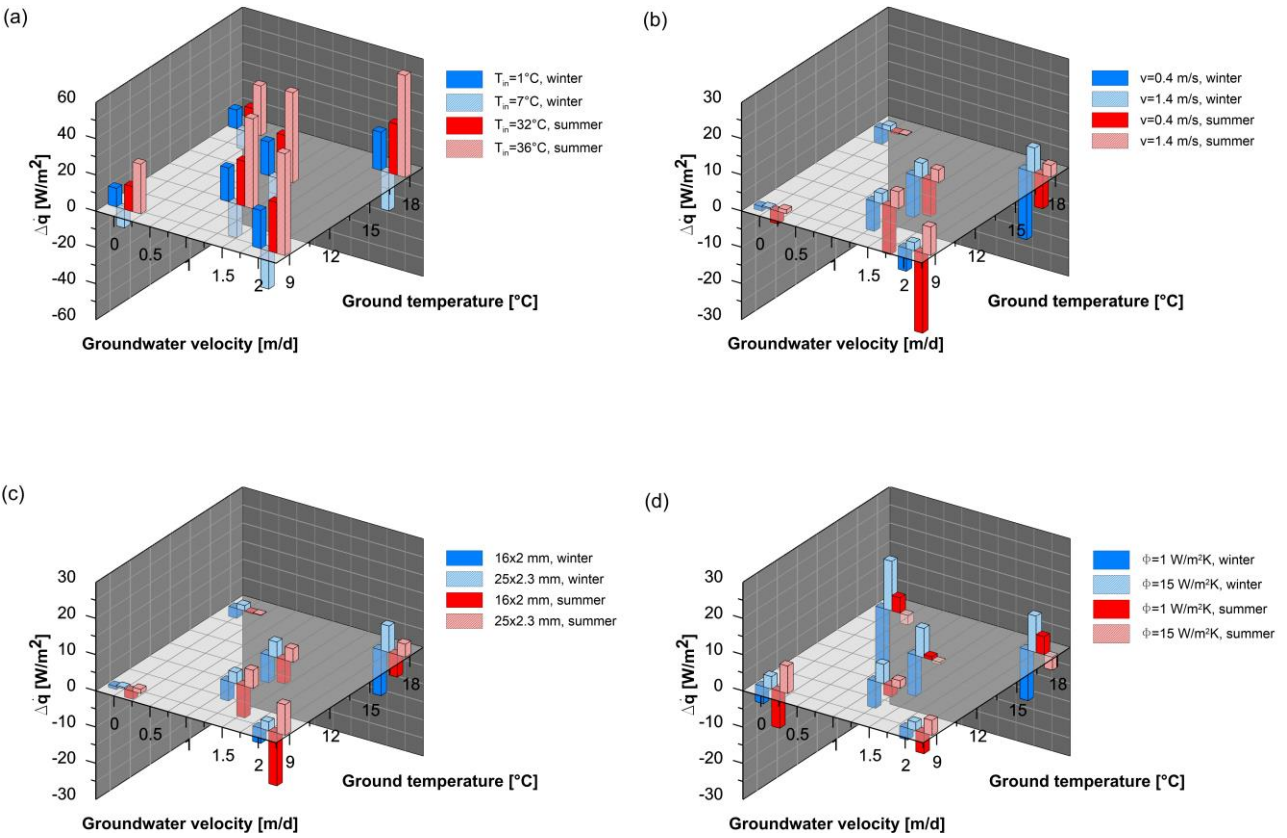 (a)
T_in=1°C, winter
T_in=7°C, winter
T_in=32°C, summer
T_in=36°C, summer
Δq̇ [W/m²]
60
40
20
0
-20
-40
-60
0
0.5
1
1.5
2
9
12
15
18
Ground temperature [°C]
Groundwater velocity [m/d]
(b)
v=0.4 m/s, winter
v=1.4 m/s, winter
v=0.4 m/s, summer
v=1.4 m/s, summer
Δq̇ [W/m²]
30
20
10
0
-10
-20
-30
0
0.5
1
1.5
2
9
12
15
18
Ground temperature [°C]
Groundwater velocity [m/d]
(c)
16x2 mm, winter
25x2.3 mm, winter
16x2 mm, summer
25x2.3 mm, summer
Δq̇ [W/m²]
30
20
10
0
-10
-20
-30
0
0.5
1
1.5
2
9
12
15
18
Ground temperature [°C]
Groundwater velocity [m/d]
(d)
ϕ=1 W/m²K, winter
ϕ=15 W/m²K, winter
ϕ=1 W/m²K, summer
ϕ=15 W/m²K, summer
Δq̇ [W/m²]
30
20
10
0
-10
-20
-30
0
0.5
1
1.5
2
9
12
15
18
Ground temperature [°C]
Groundwater velocity [m/d]